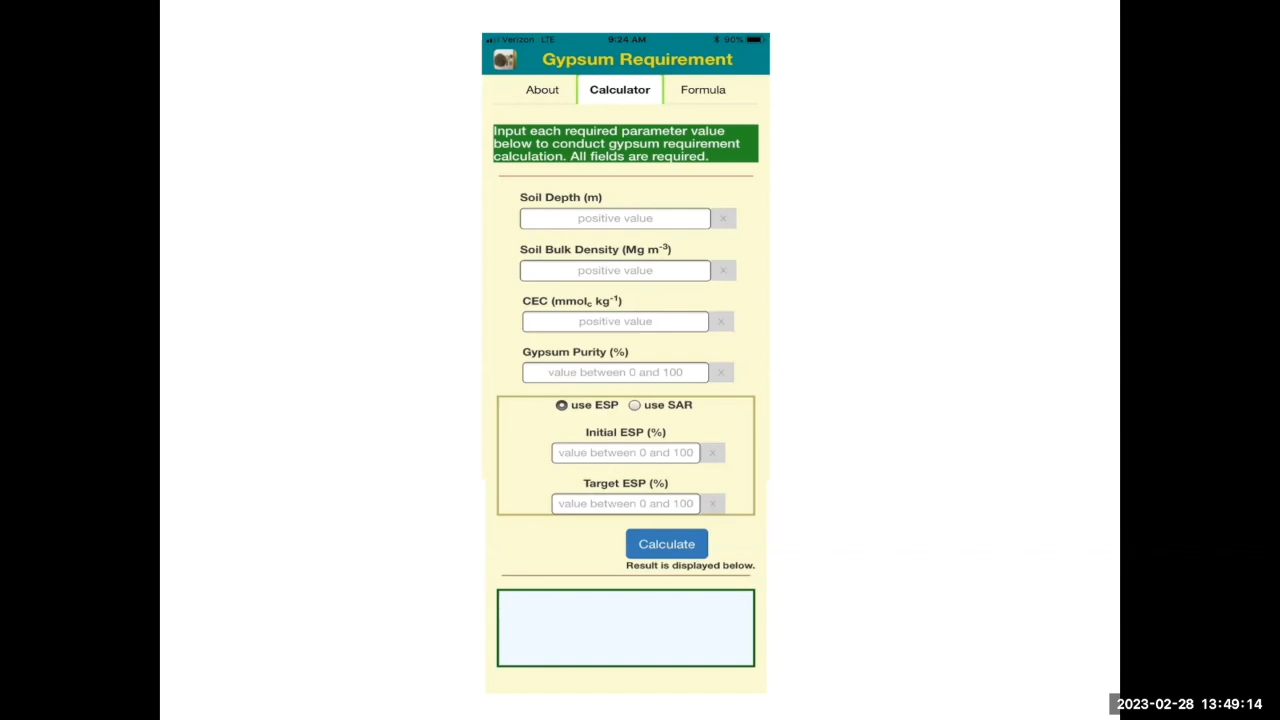 Verizon LTE 9:24 AM 90%
Gypsum Requirement
About Calculator Formula
Input each required parameter value
below to conduct gypsum requirement
calculation. All fields are required.
Soil Depth (m)
positive value x
Soil Bulk Density (Mg m⁻³)
positive value x
CEC (mmol꜀ kg⁻¹)
positive value x
Gypsum Purity (%)
value between 0 and 100 x
use ESP use SAR
Initial ESP (%)
value between 0 and 100 x
Target ESP (%)
value between 0 and 100 x
Calculate
Result is displayed below.
2023-02-28 13:49:14